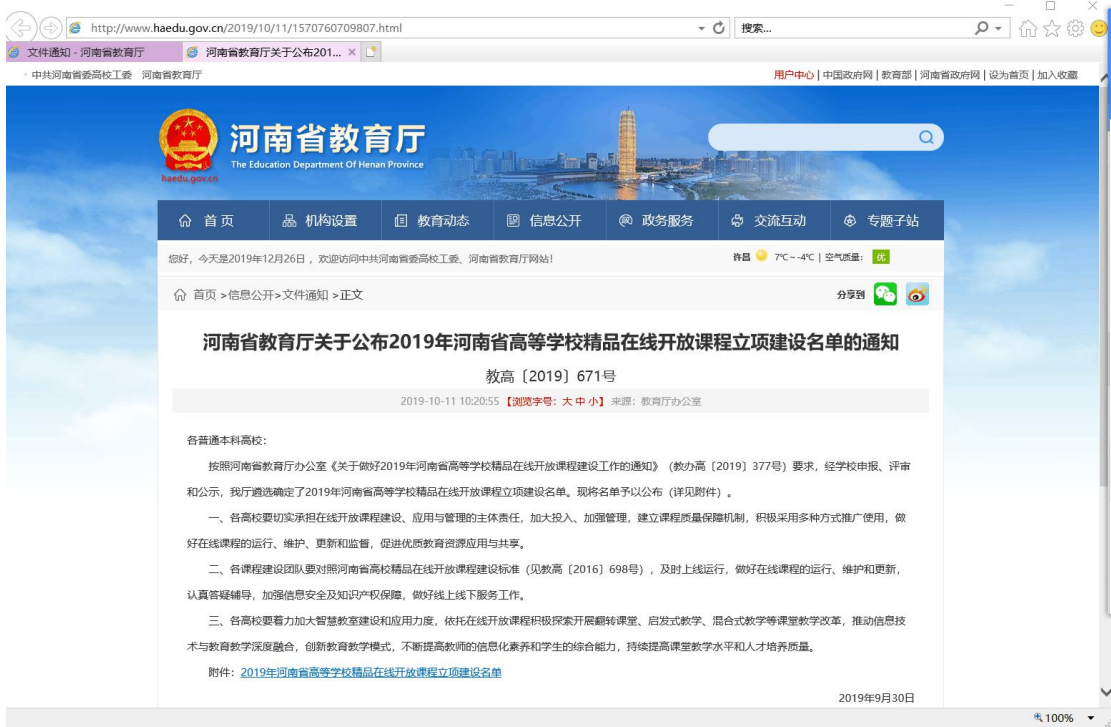 http://www.haedu.gov.cn/2019/10/11/1570760709807.html
搜索...
文件通知 - 河南省教育厅
河南省教育厅关于公布201...
中共河南省委高校工委 河南省教育厅
用户中心 | 中国政府网 | 教育部 | 河南省政府网 | 设为首页 | 加入收藏
河南省教育厅
The Education Department Of Henan Province
haedu.gov.cn
首页 机构设置 教育动态 信息公开 政务服务 交流互动 专题子站
您好，今天是2019年12月26日，欢迎访问中共河南省委高校工委、河南省教育厅网站！
许昌 7℃～-4℃ | 空气质量： 优
首页 >信息公开>文件通知 >正文
分享到
河南省教育厅关于公布2019年河南省高等学校精品在线开放课程立项建设名单的通知
教高〔2019〕671号
2019-10-11 10:20:55 【浏览字号：大 中 小】 来源：教育厅办公室
各普通本科高校：
按照河南省教育厅办公室《关于做好2019年河南省高等学校精品在线开放课程建设工作的通知》（教办高〔2019〕377号）要求，经学校申报、评审
和公示，我厅遴选确定了2019年河南省高等学校精品在线开放课程立项建设名单。现将名单予以公布（详见附件）。
一、各高校要切实承担在线开放课程建设、应用与管理的主体责任，加大投入、加强管理，建立课程质量保障机制，积极采用多种方式推广使用，做
好在线课程的运行、维护、更新和监督，促进优质教育资源应用与共享。
二、各课程建设团队要对照河南省高校精品在线开放课程建设标准（见教高〔2016〕698号），及时上线运行，做好在线课程的运行、维护和更新，
认真答疑辅导，加强信息安全及知识产权保障，做好线上线下服务工作。
三、各高校要着力加大智慧教室建设和应用力度，依托在线开放课程积极探索开展翻转课堂、启发式教学、混合式教学等课堂教学改革，推动信息技
术与教育教学深度融合，创新教育教学模式，不断提高教师的信息化素养和学生的综合能力，持续提高课堂教学水平和人才培养质量。
附件：2019年河南省高等学校精品在线开放课程立项建设名单
2019年9月30日
100%